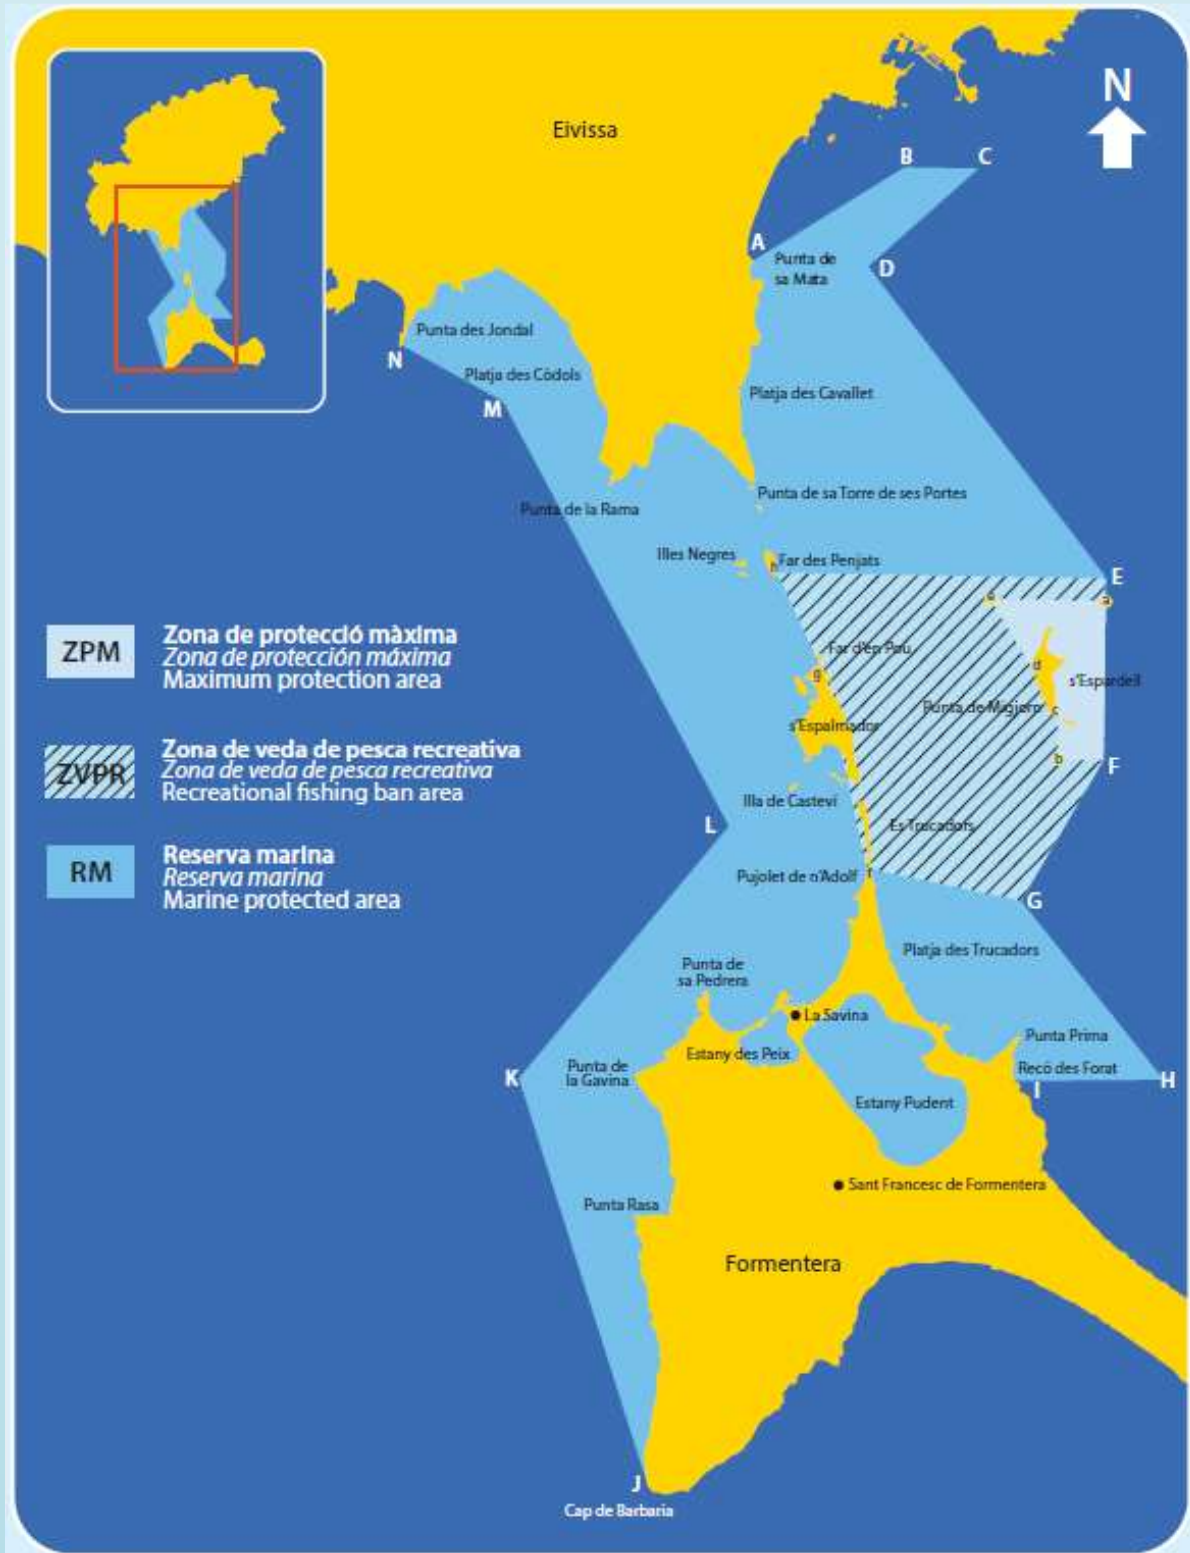 N
Eivissa
B
C
A
Punta de
sa Mata
D
Punta des Jondal
N
Platja des Còdols
M
Platja des Cavallet
Punta de sa Torre de ses Portes
Punta de la Rama
Illes Negres
h
Far des Penjats
E
e
a
ZPM
Zona de protecció màxima
Zona de protección máxima
Maximum protection area
Far d'en Pou
g
d
s'Espardell
Punta de Migjorn
c
s'Espalmador
b
F
ZVPR
Zona de veda de pesca recreativa
Zona de veda de pesca recreativa
Recreational fishing ban area
Illa de Casteví
L
Es Trucadors
RM
Reserva marina
Reserva marina
Marine protected area
Pujolet de n'Adolf
f
G
Platja des Trucadors
Punta de
sa Pedrera
La Savina
Estany des Peix
Punta Prima
Punta de
la Gavina
K
Recó des Forat
H
I
Estany Pudent
Sant Francesc de Formentera
Punta Rasa
Formentera
J
Cap de Barbaria